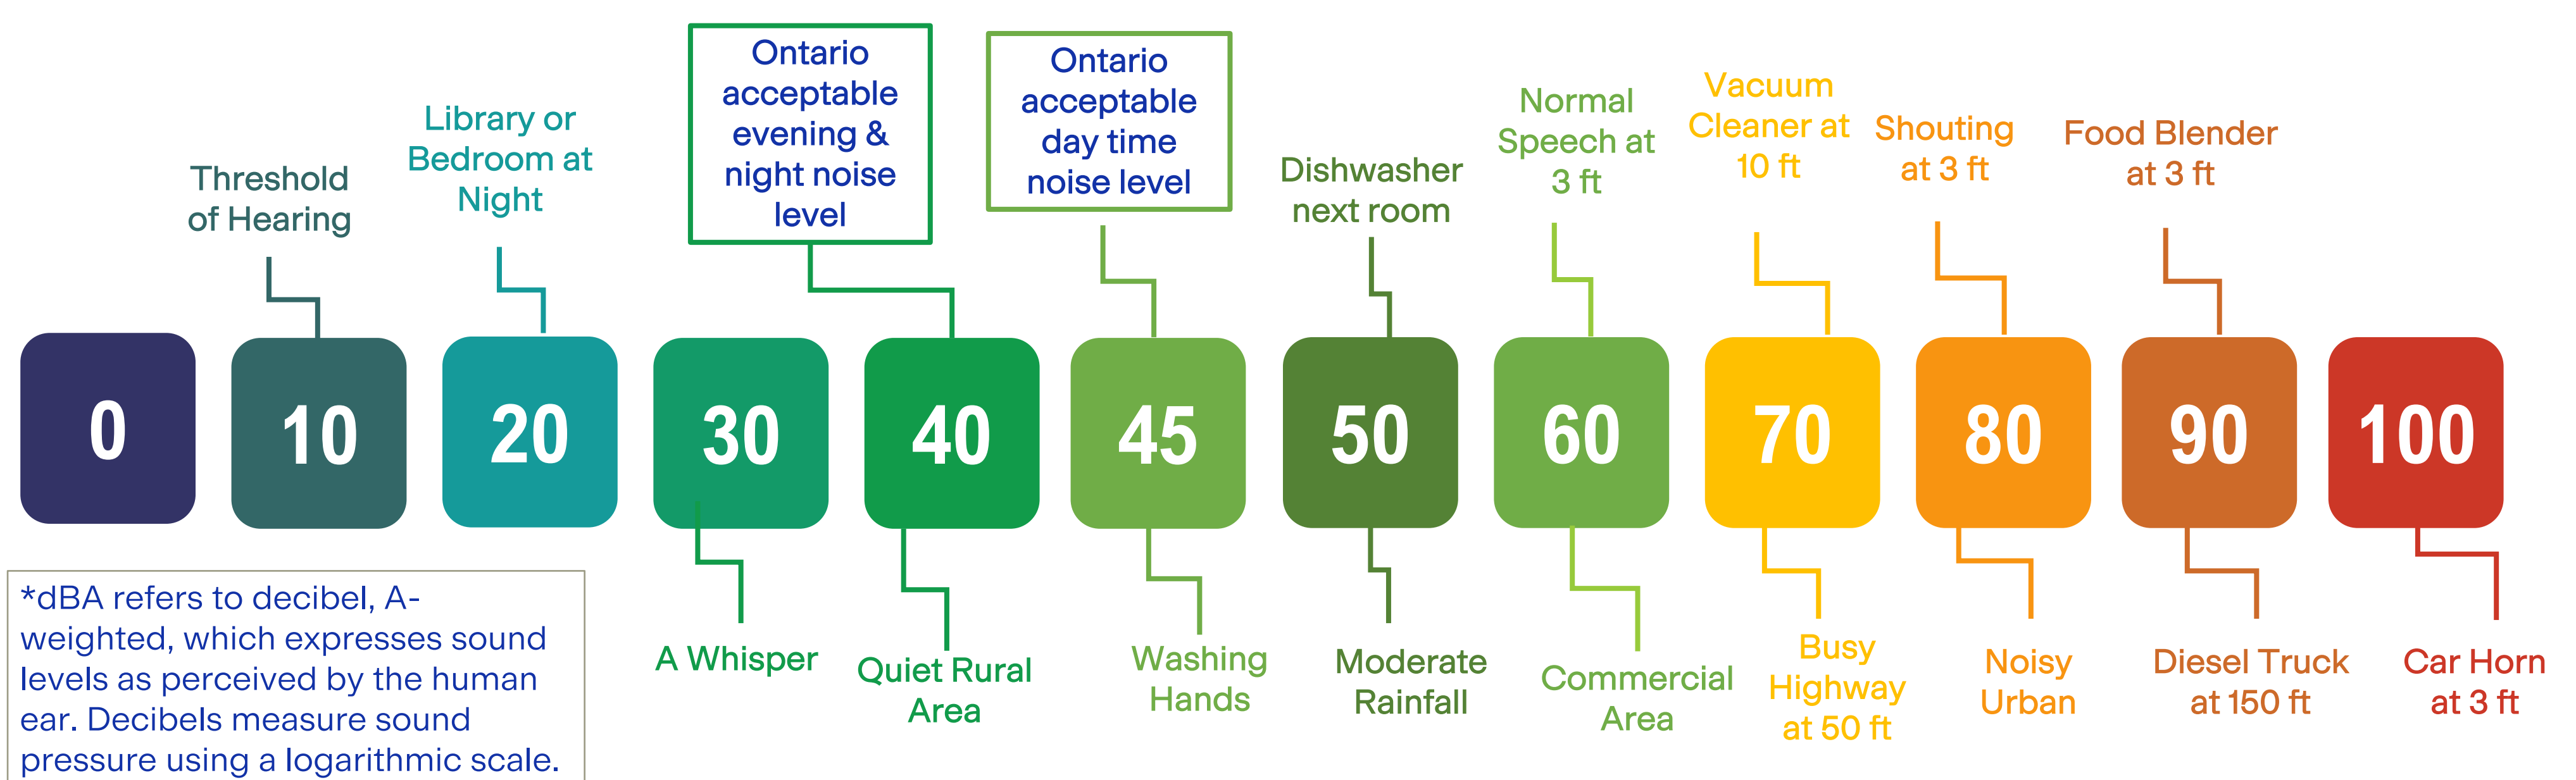 Threshold
of Hearing
Library or
Bedroom at
Night
Ontario
acceptable
evening &
night noise
level
Ontario
acceptable
day time
noise level
Dishwasher
next room
Normal
Speech at
3 ft
Vacuum
Cleaner at
10 ft
Shouting
at 3 ft
Food Blender
at 3 ft
0
10
20
30
40
45
50
60
70
80
90
100
*dBA refers to decibel, A-
weighted, which expresses sound
levels as perceived by the human
ear. Decibels measure sound
pressure using a logarithmic scale.
A Whisper
Quiet Rural
Area
Washing
Hands
Moderate
Rainfall
Commercial
Area
Busy
Highway
at 50 ft
Noisy
Urban
Diesel Truck
at 150 ft
Car Horn
at 3 ft